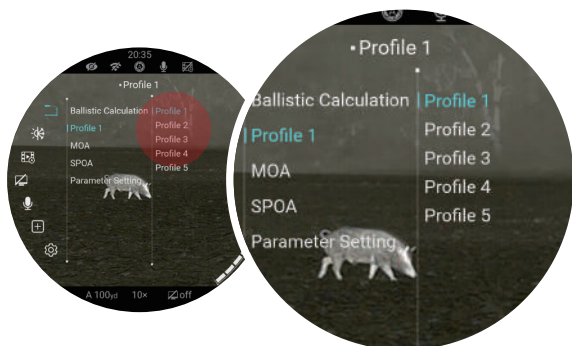 20:35
•Profile 1
Ballistic Calculation
Profile 1
MOA
SPOA
Parameter Setting
Profile 1
Profile 2
Profile 3
Profile 4
Profile 5
A 100yd 10× off
•Profile 1
Ballistic Calculation
Profile 1
MOA
SPOA
Parameter Setting
Profile 1
Profile 2
Profile 3
Profile 4
Profile 5